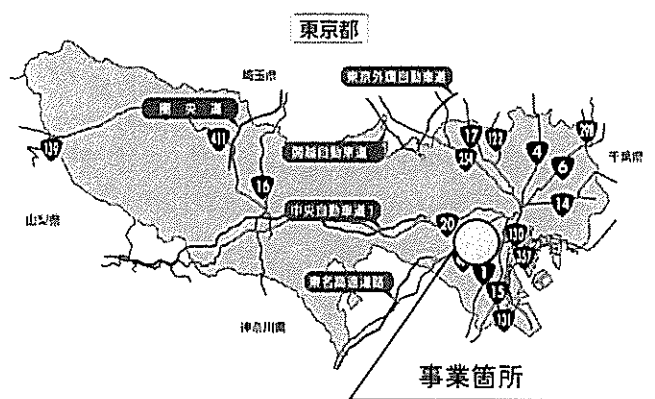 東京都
埼玉県
東京外環自動車道
圏央道
139
411
関越自動車道
17
122
254
4
298
6
千葉県
16
14
山梨県
中央自動車道
20
130
357
1
東名高速道路
15
131
神奈川県
事業箇所